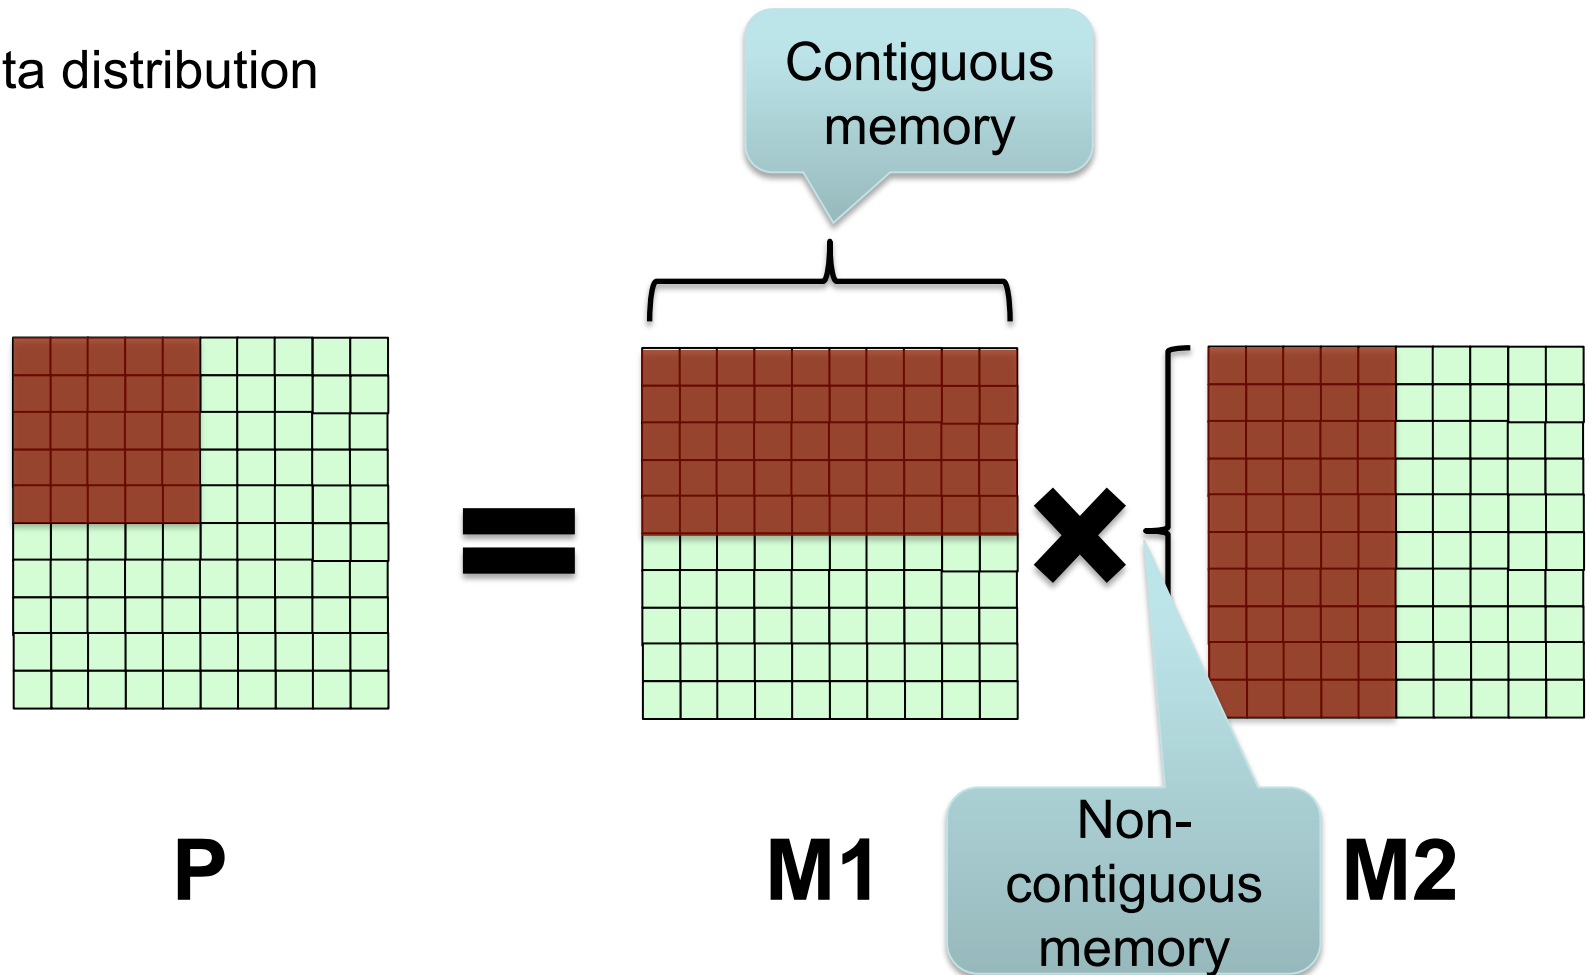 ta distribution
Contiguous
memory
P
M1
Non-
contiguous
memory
M2